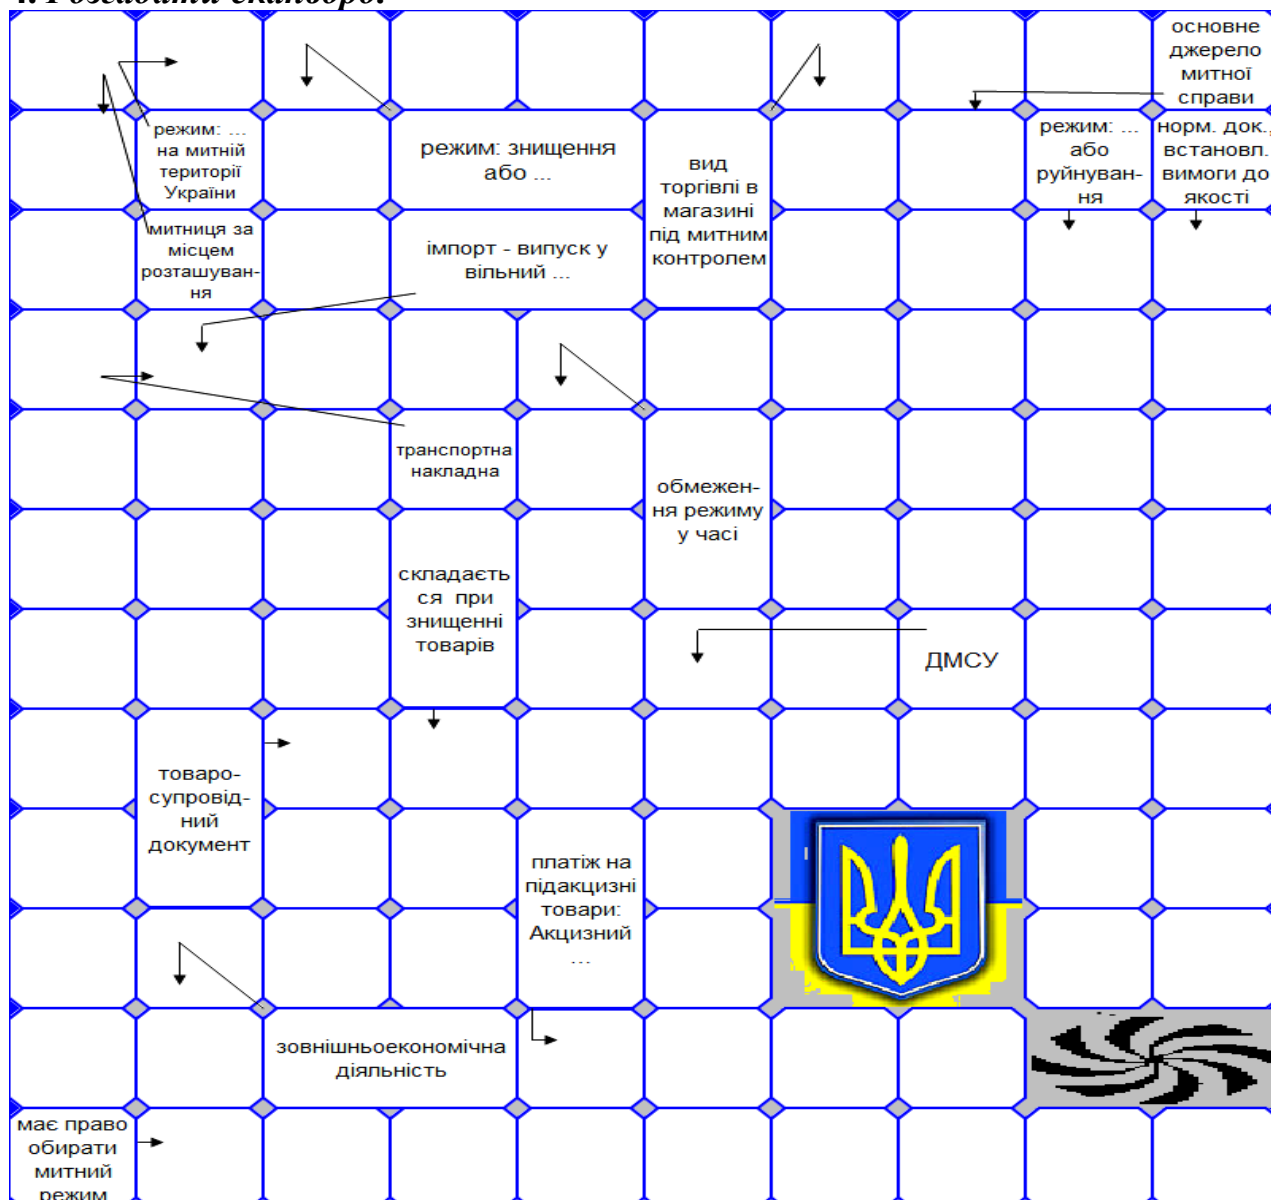 4. Розгадати сканворд:
основне
джерело
митної
справи
режим: ...
на митній
території
України
режим: знищення
або ...
вид
торгівлі в
магазині
під митним
контролем
режим: ...
або
руйнуван-
ня
норм. док.,
встановл.
вимоги до
якості
митниця за
місцем
розташуван-
ня
імпорт - випуск у
вільний ...
транспортна
накладна
обмежен-
ня режиму
у часі
складаєть
ся при
знищенні
товарів
ДМСУ
товаро-
супровід-
ний
документ
платіж на
підакцизні
товари:
Акцизний
...
зовнішньоекономічна
діяльність
має право
обирати
митний
режим